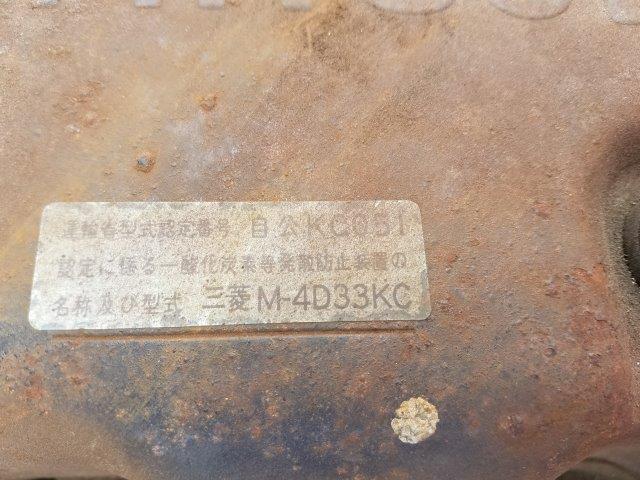 運輸省型式認定番号 自公KC051
認定に係る一酸化炭素等発散防止装置の
名称及び型式 三菱M-4D33KC